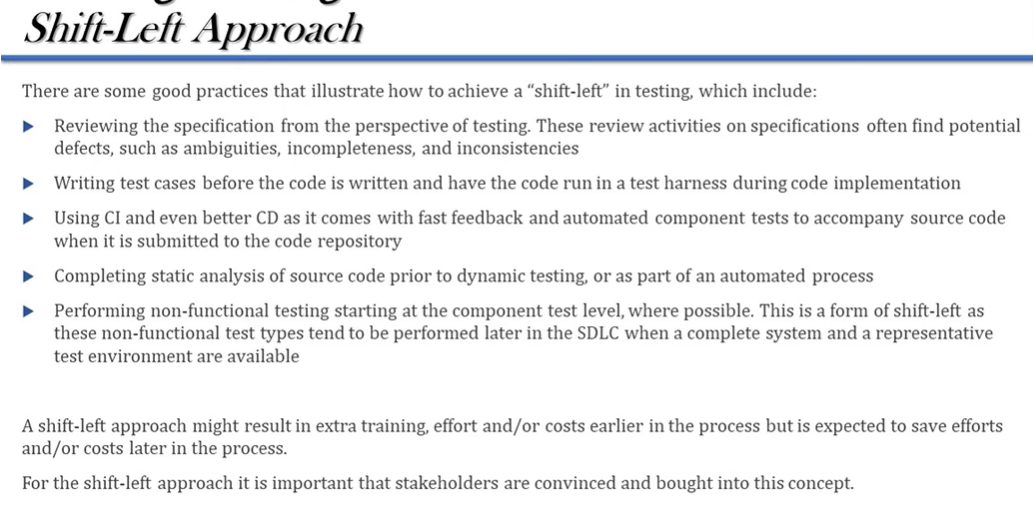 Shift-Left Approach
There are some good practices that illustrate how to achieve a “shift-left” in testing, which include:
Reviewing the specification from the perspective of testing. These review activities on specifications often find potential
defects, such as ambiguities, incompleteness, and inconsistencies
Writing test cases before the code is written and have the code run in a test harness during code implementation
Using CI and even better CD as it comes with fast feedback and automated component tests to accompany source code
when it is submitted to the code repository
Completing static analysis of source code prior to dynamic testing, or as part of an automated process
Performing non-functional testing starting at the component test level, where possible. This is a form of shift-left as
these non-functional test types tend to be performed later in the SDLC when a complete system and a representative
test environment are available
A shift-left approach might result in extra training, effort and/or costs earlier in the process but is expected to save efforts
and/or costs later in the process.
For the shift-left approach it is important that stakeholders are convinced and bought into this concept.